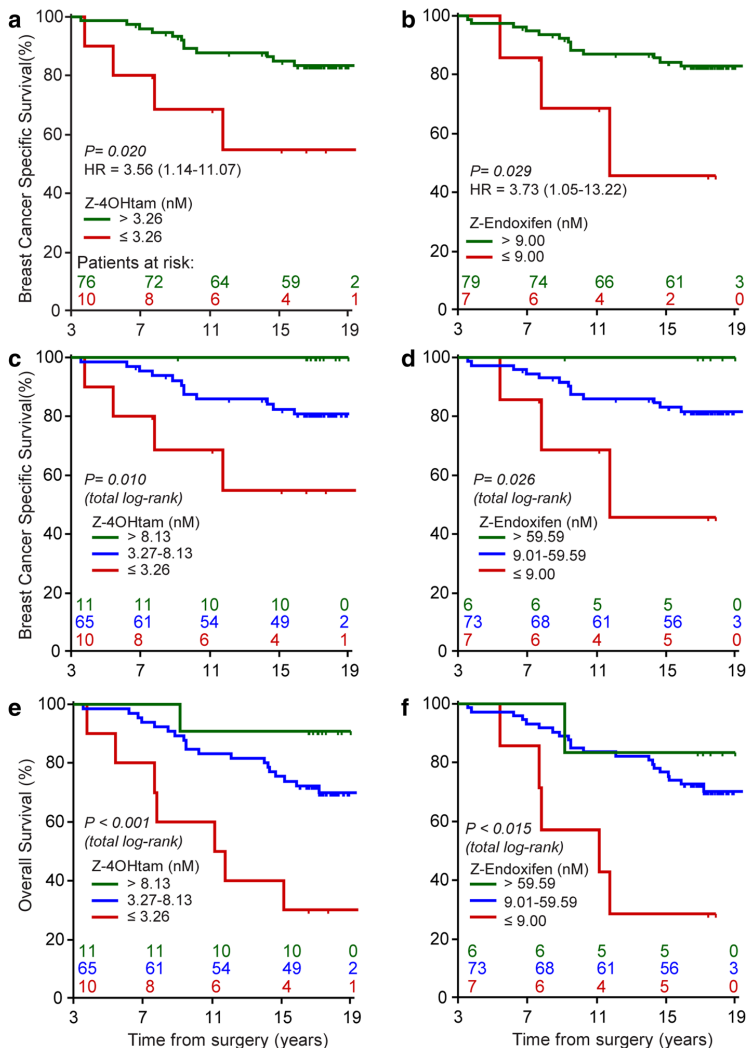 a
100
80
60
40
20
0
Breast Cancer Specific Survival(%)
P= 0.020
HR = 3.56 (1.14-11.07)
Z-4OHtam (nM)
> 3.26
≤ 3.26
Patients at risk:
76 72 64 59 2
10 8 6 4 1
3 7 11 15 19
b
100
80
60
40
20
0
Breast Cancer Specific Survival (%)
P= 0.029
HR = 3.73 (1.05-13.22)
Z-Endoxifen (nM)
> 9.00
≤ 9.00
79 74 66 61 3
7 6 4 2 0
3 7 11 15 19
c
100
80
60
40
20
0
Breast Cancer Specific Survival(%)
P= 0.010
(total log-rank)
Z-4OHtam (nM)
> 8.13
3.27-8.13
≤ 3.26
11 11 10 10 0
65 61 54 49 2
10 8 6 4 1
3 7 11 15 19
d
100
80
60
40
20
0
Breast Cancer Specific Survival (%)
P= 0.026
(total log-rank)
Z-Endoxifen (nM)
> 59.59
9.01-59.59
≤ 9.00
6 6 5 5 0
73 68 61 56 3
7 6 4 5 0
3 7 11 15 19
e
100
80
60
40
20
0
Overall Survival (%)
P < 0.001
(total log-rank)
Z-4OHtam (nM)
> 8.13
3.27-8.13
≤ 3.26
11 11 10 10 0
65 61 54 49 2
10 8 6 4 1
3 7 11 15 19
Time from surgery (years)
f
100
80
60
40
20
0
Overall Survival (%)
P < 0.015
(total log-rank)
Z-Endoxifen (nM)
> 59.59
9.01-59.59
≤ 9.00
6 6 5 5 0
73 68 61 56 3
7 6 4 5 0
3 7 11 15 19
Time from surgery (years)